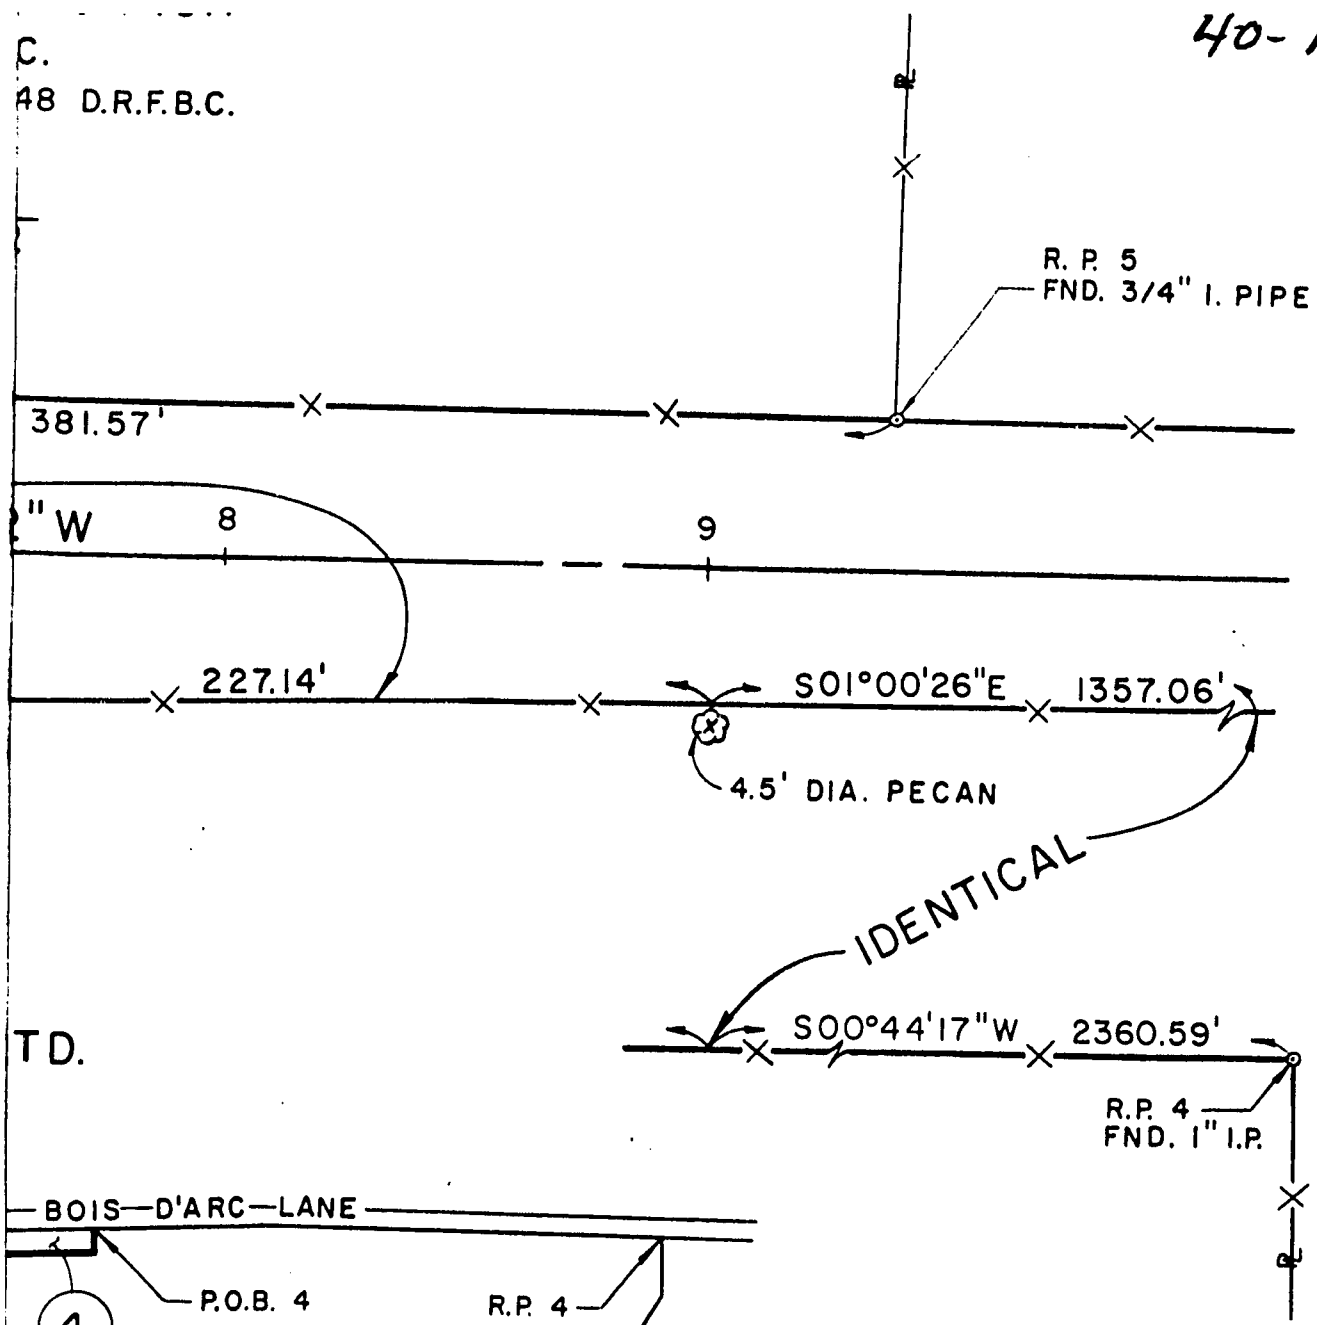 C.
48 D.R.F.B.C.
40-
R. P. 5
FND. 3/4" I. PIPE
381.57'
" W
8
9
227.14'
S01°00'26"E
1357.06'
4.5' DIA. PECAN
IDENTICAL
TD.
S00°44'17"W
2360.59'
R.P. 4
FND. 1" I.P.
BOIS D'ARC LANE
P.O.B. 4
R.P. 4